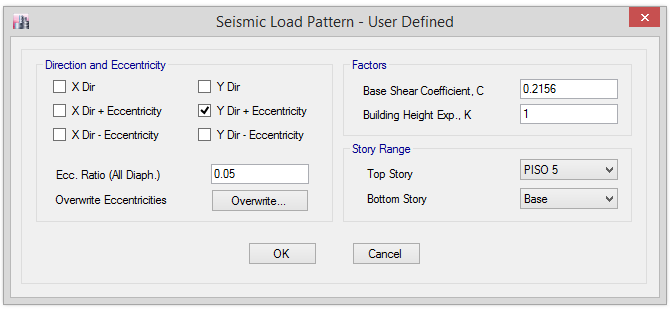 Seismic Load Pattern - User Defined
Direction and Eccentricity
X Dir
Y Dir
X Dir + Eccentricity
Y Dir + Eccentricity
X Dir - Eccentricity
Y Dir - Eccentricity
Ecc. Ratio (All Diaph.)
0.05
Overwrite Eccentricities
Overwrite...
Factors
Base Shear Coefficient, C
0.2156
Building Height Exp., K
1
Story Range
Top Story
PISO 5
Bottom Story
Base
OK
Cancel